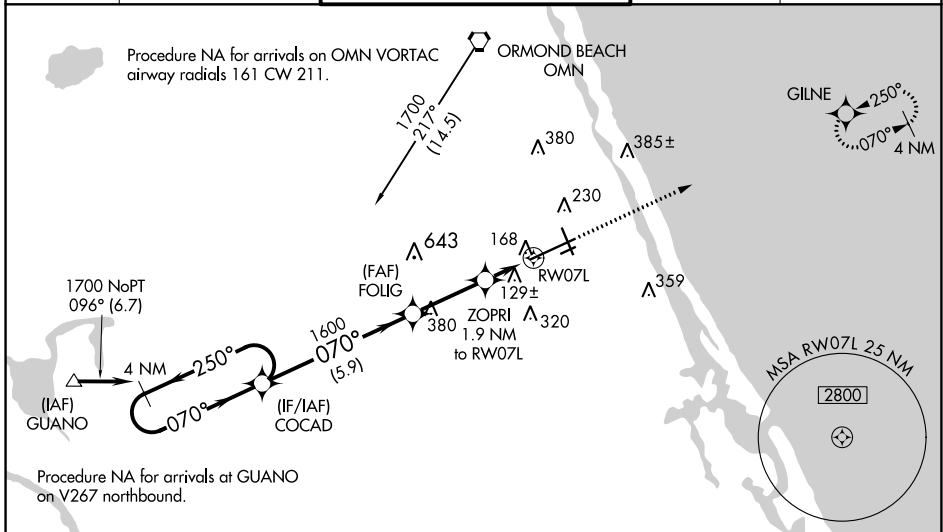 Procedure NA for arrivals on OMN VORTAC
airway radials 161 CW 211.
ORMOND BEACH
OMN
1700
217°
(14.5)
GILNE
250°
070°
4 NM
380
385±
230
643
168
(FAF)
FOLIG
RW07L
1700 NoPT
096° (6.7)
1600
070°
(5.9)
380
ZOPRI
1.9 NM
to RW07L
129±
320
359
4 NM
250°
070°
(IAF)
GUANO
(IF/IAF)
COCAD
MSA RW07L 25 NM
2800
Procedure NA for arrivals at GUANO
on V267 northbound.